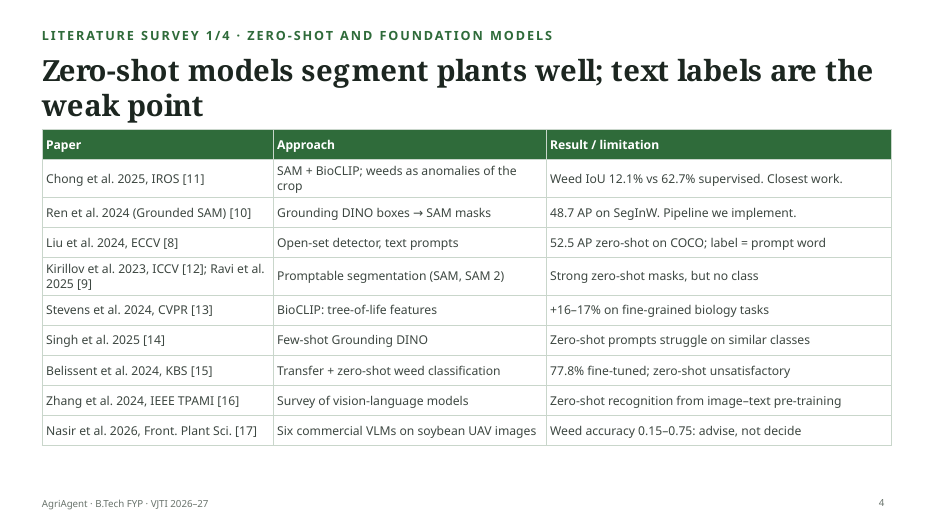 LITERATURE SURVEY 1/4 · ZERO-SHOT AND FOUNDATION MODELS
Zero-shot models segment plants well; text labels are the
weak point
Paper Approach Result / limitation
Chong et al. 2025, IROS [11] SAM + BioCLIP; weeds as anomalies of the
crop Weed IoU 12.1% vs 62.7% supervised. Closest work.
Ren et al. 2024 (Grounded SAM) [10] Grounding DINO boxes → SAM masks 48.7 AP on SegInW. Pipeline we implement.
Liu et al. 2024, ECCV [8] Open-set detector, text prompts 52.5 AP zero-shot on COCO; label = prompt word
Kirillov et al. 2023, ICCV [12]; Ravi et al.
2025 [9] Promptable segmentation (SAM, SAM 2) Strong zero-shot masks, but no class
Stevens et al. 2024, CVPR [13] BioCLIP: tree-of-life features +16–17% on fine-grained biology tasks
Singh et al. 2025 [14] Few-shot Grounding DINO Zero-shot prompts struggle on similar classes
Belissent et al. 2024, KBS [15] Transfer + zero-shot weed classification 77.8% fine-tuned; zero-shot unsatisfactory
Zhang et al. 2024, IEEE TPAMI [16] Survey of vision-language models Zero-shot recognition from image–text pre-training
Nasir et al. 2026, Front. Plant Sci. [17] Six commercial VLMs on soybean UAV images Weed accuracy 0.15–0.75: advise, not decide
AgriAgent · B.Tech FYP · VJTI 2026–27 4